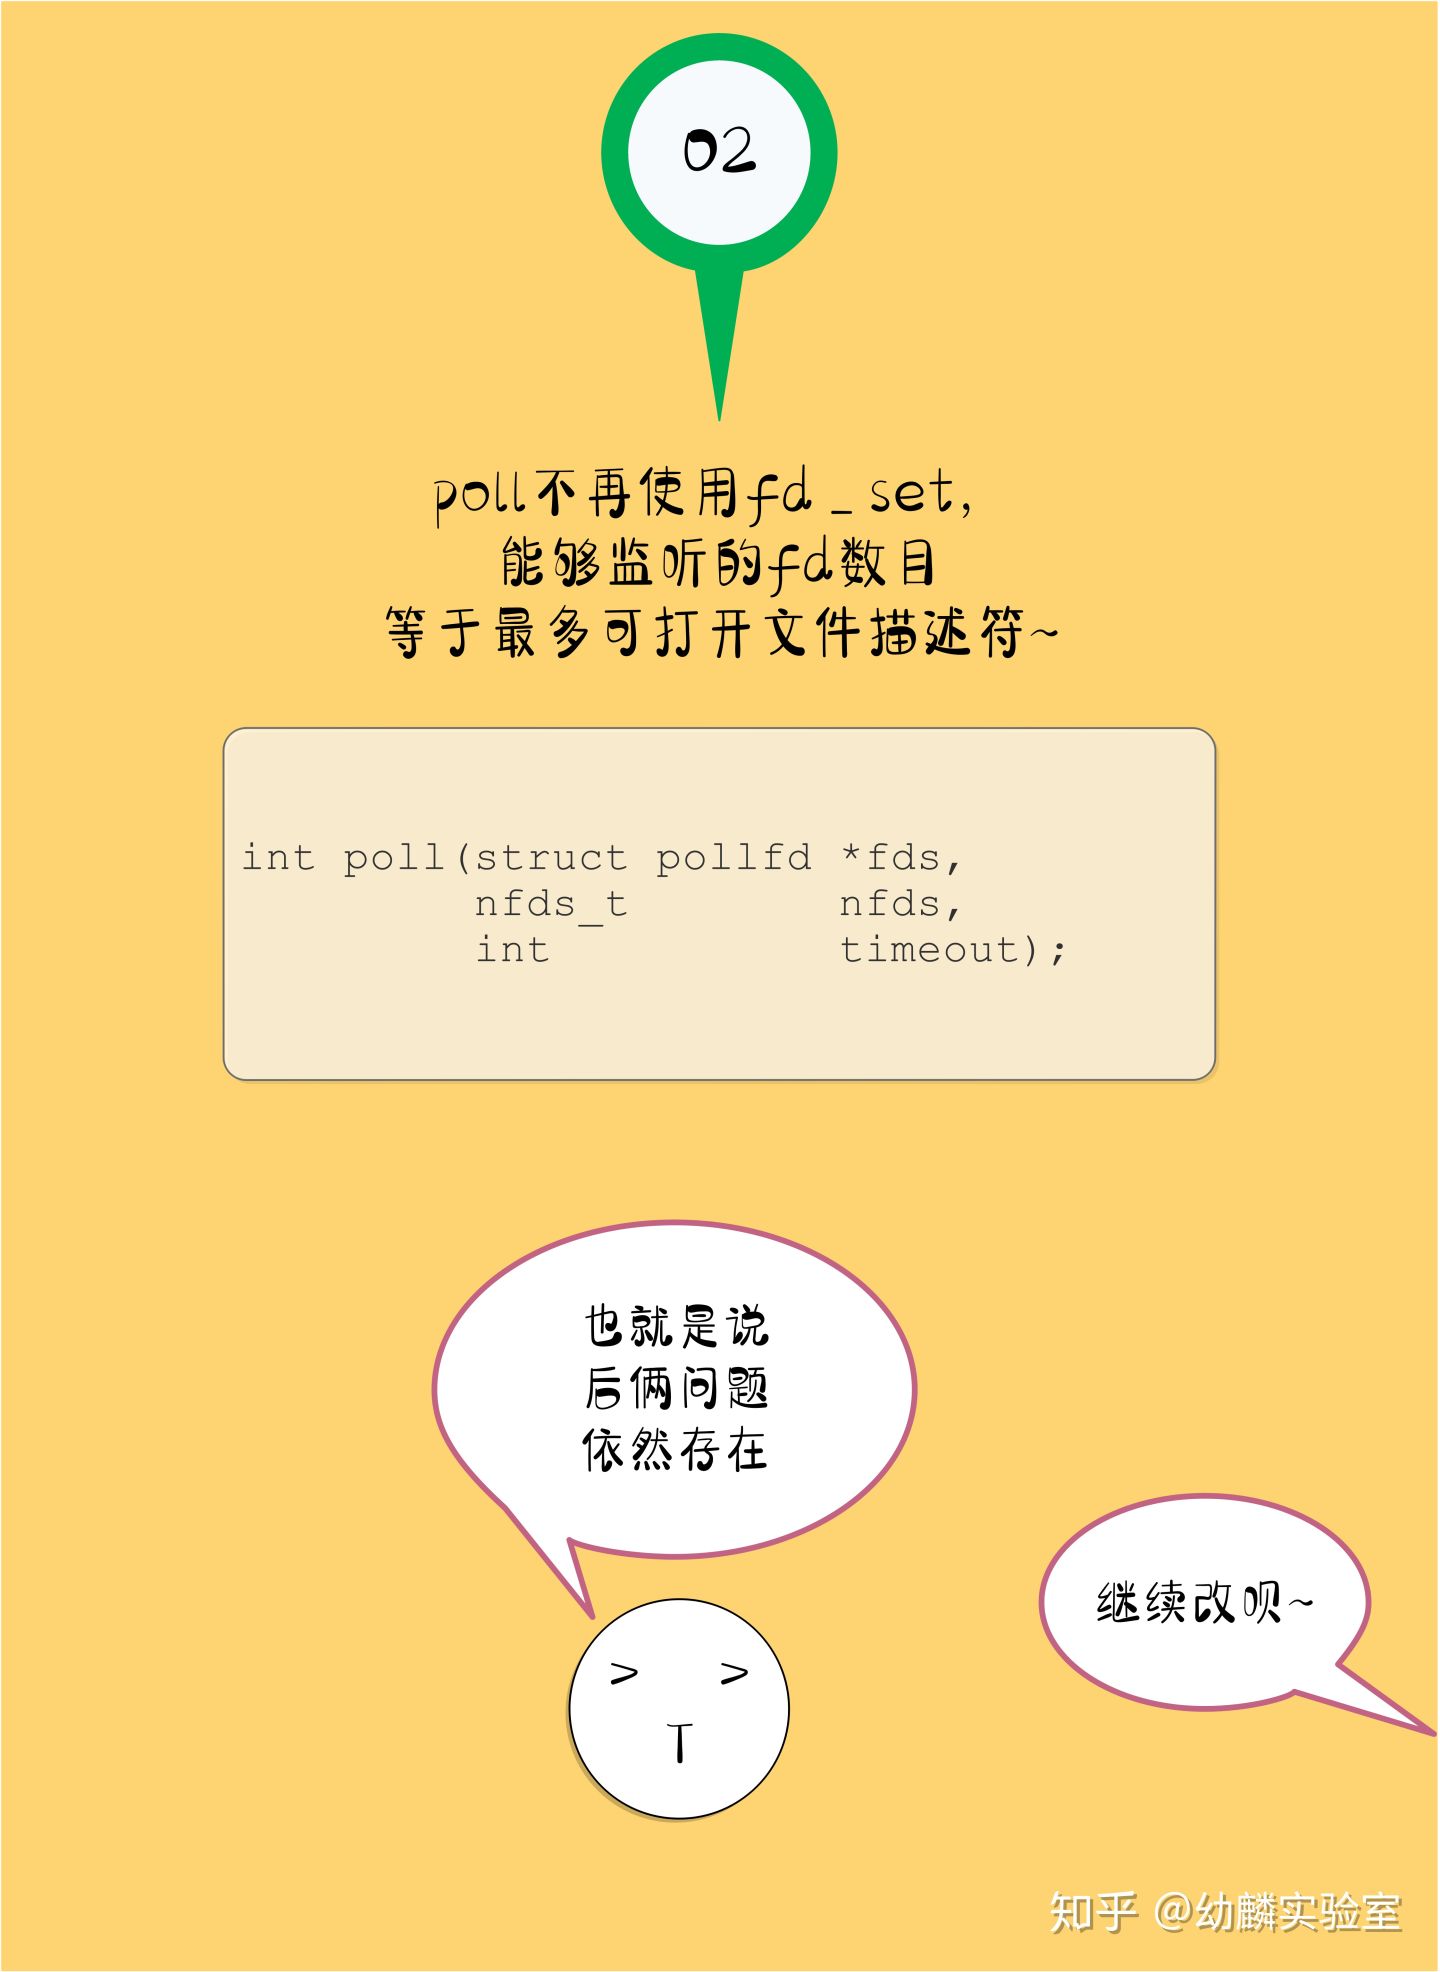 02
poll不再使用fd_set,
能够监听的fd数目
等于最多可打开文件描述符~
int poll(struct pollfd *fds,
         nfds_t        nfds,
         int           timeout);
也就是说
后俩问题
依然存在
继续改呗~
> >
T
知乎 @幼麟实验室